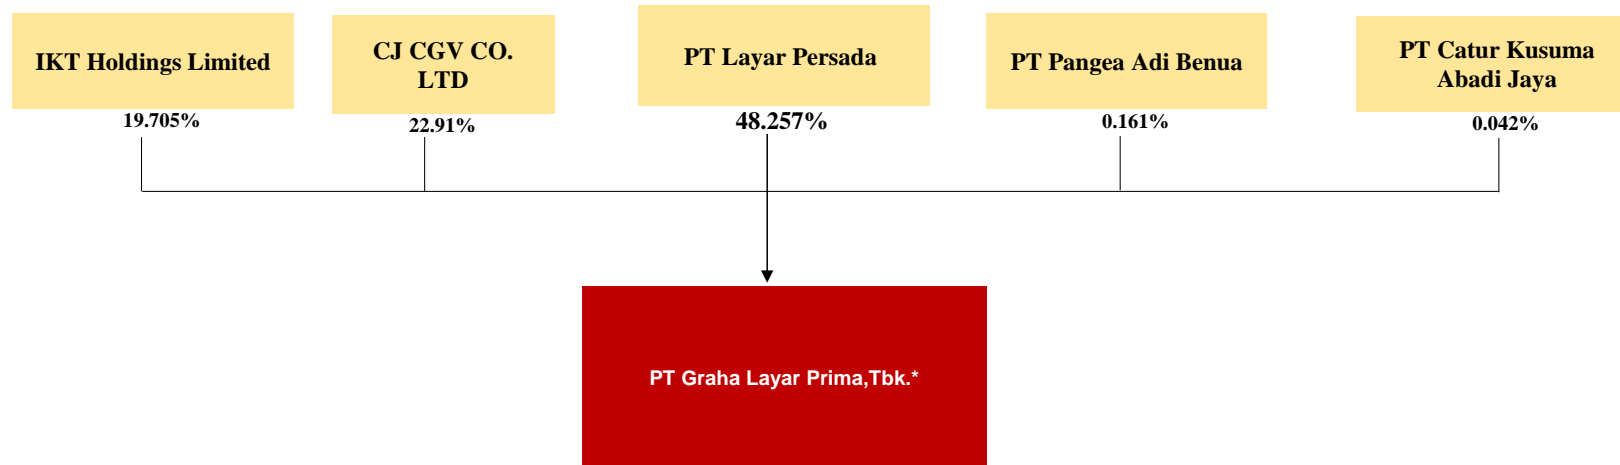 IKT Holdings Limited
19.705%
CJ CGV CO.
LTD
22.91%
PT Layar Persada
48.257%
PT Pangea Adi Benua
0.161%
PT Catur Kusuma
Abadi Jaya
0.042%
PT Graha Layar Prima,Tbk.*